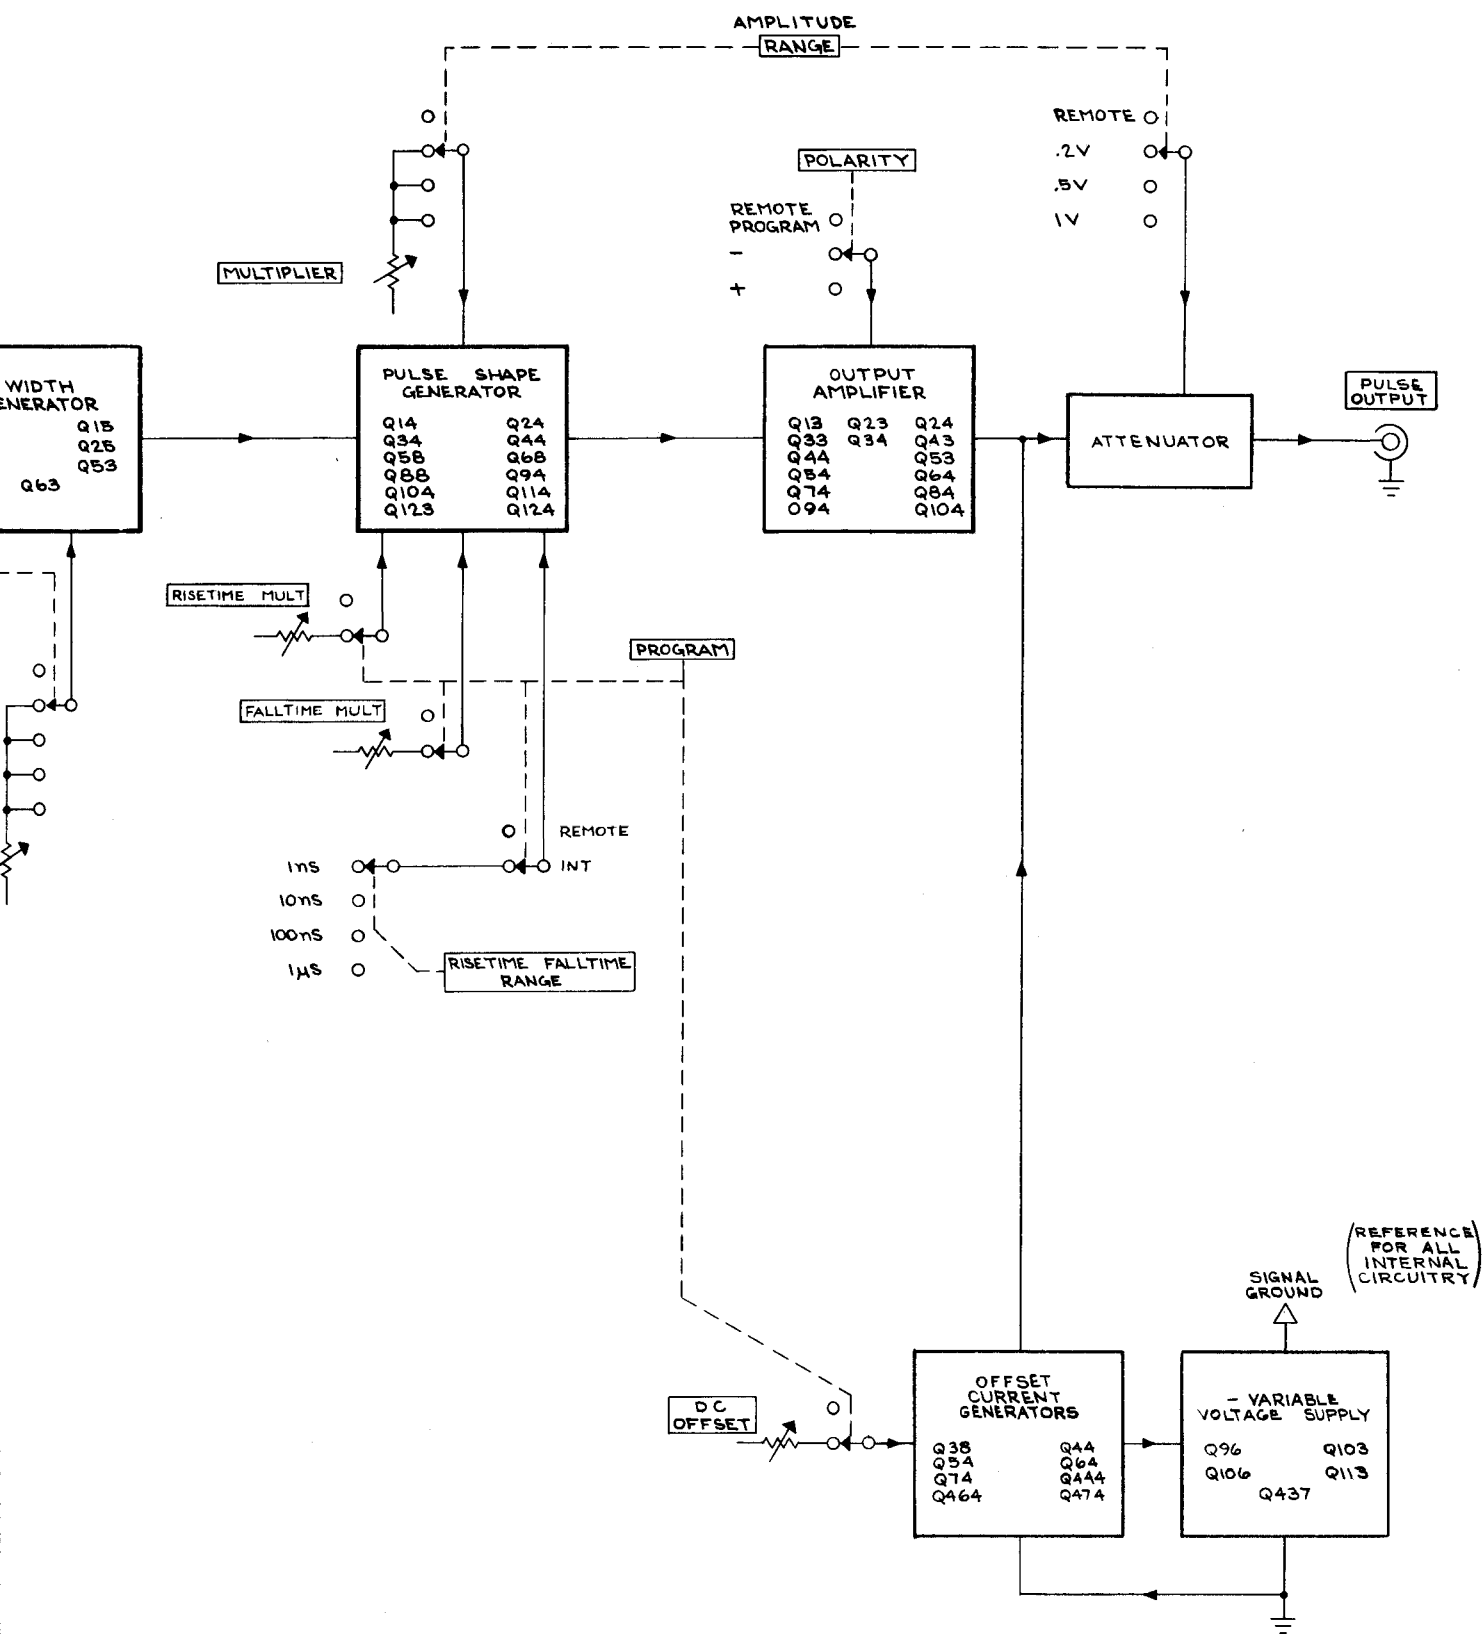 AMPLITUDE
RANGE
REMOTE
.2V
.5V
1V
POLARITY
REMOTE
PROGRAM
-
+
MULTIPLIER
WIDTH
ENERATOR
Q15
Q25
Q53
Q63
PULSE SHAPE
GENERATOR
Q14 Q24
Q34 Q44
Q58 Q68
Q88 Q94
Q104 Q114
Q123 Q124
OUTPUT
AMPLIFIER
Q13 Q23 Q24
Q33 Q34 Q43
Q44 Q53
Q54 Q64
Q74 Q84
O94 Q104
ATTENUATOR
PULSE
OUTPUT
RISETIME MULT
PROGRAM
FALLTIME MULT
REMOTE
1nS INT
10nS
100nS
1μS
RISETIME FALLTIME
RANGE
(REFERENCE
FOR ALL
INTERNAL
CIRCUITRY)
SIGNAL
GROUND
DC
OFFSET
OFFSET
CURRENT
GENERATORS
Q38 Q44
Q54 Q64
Q74 Q444
Q464 Q474
- VARIABLE
VOLTAGE SUPPLY
Q96 Q103
Q106 Q113
Q437